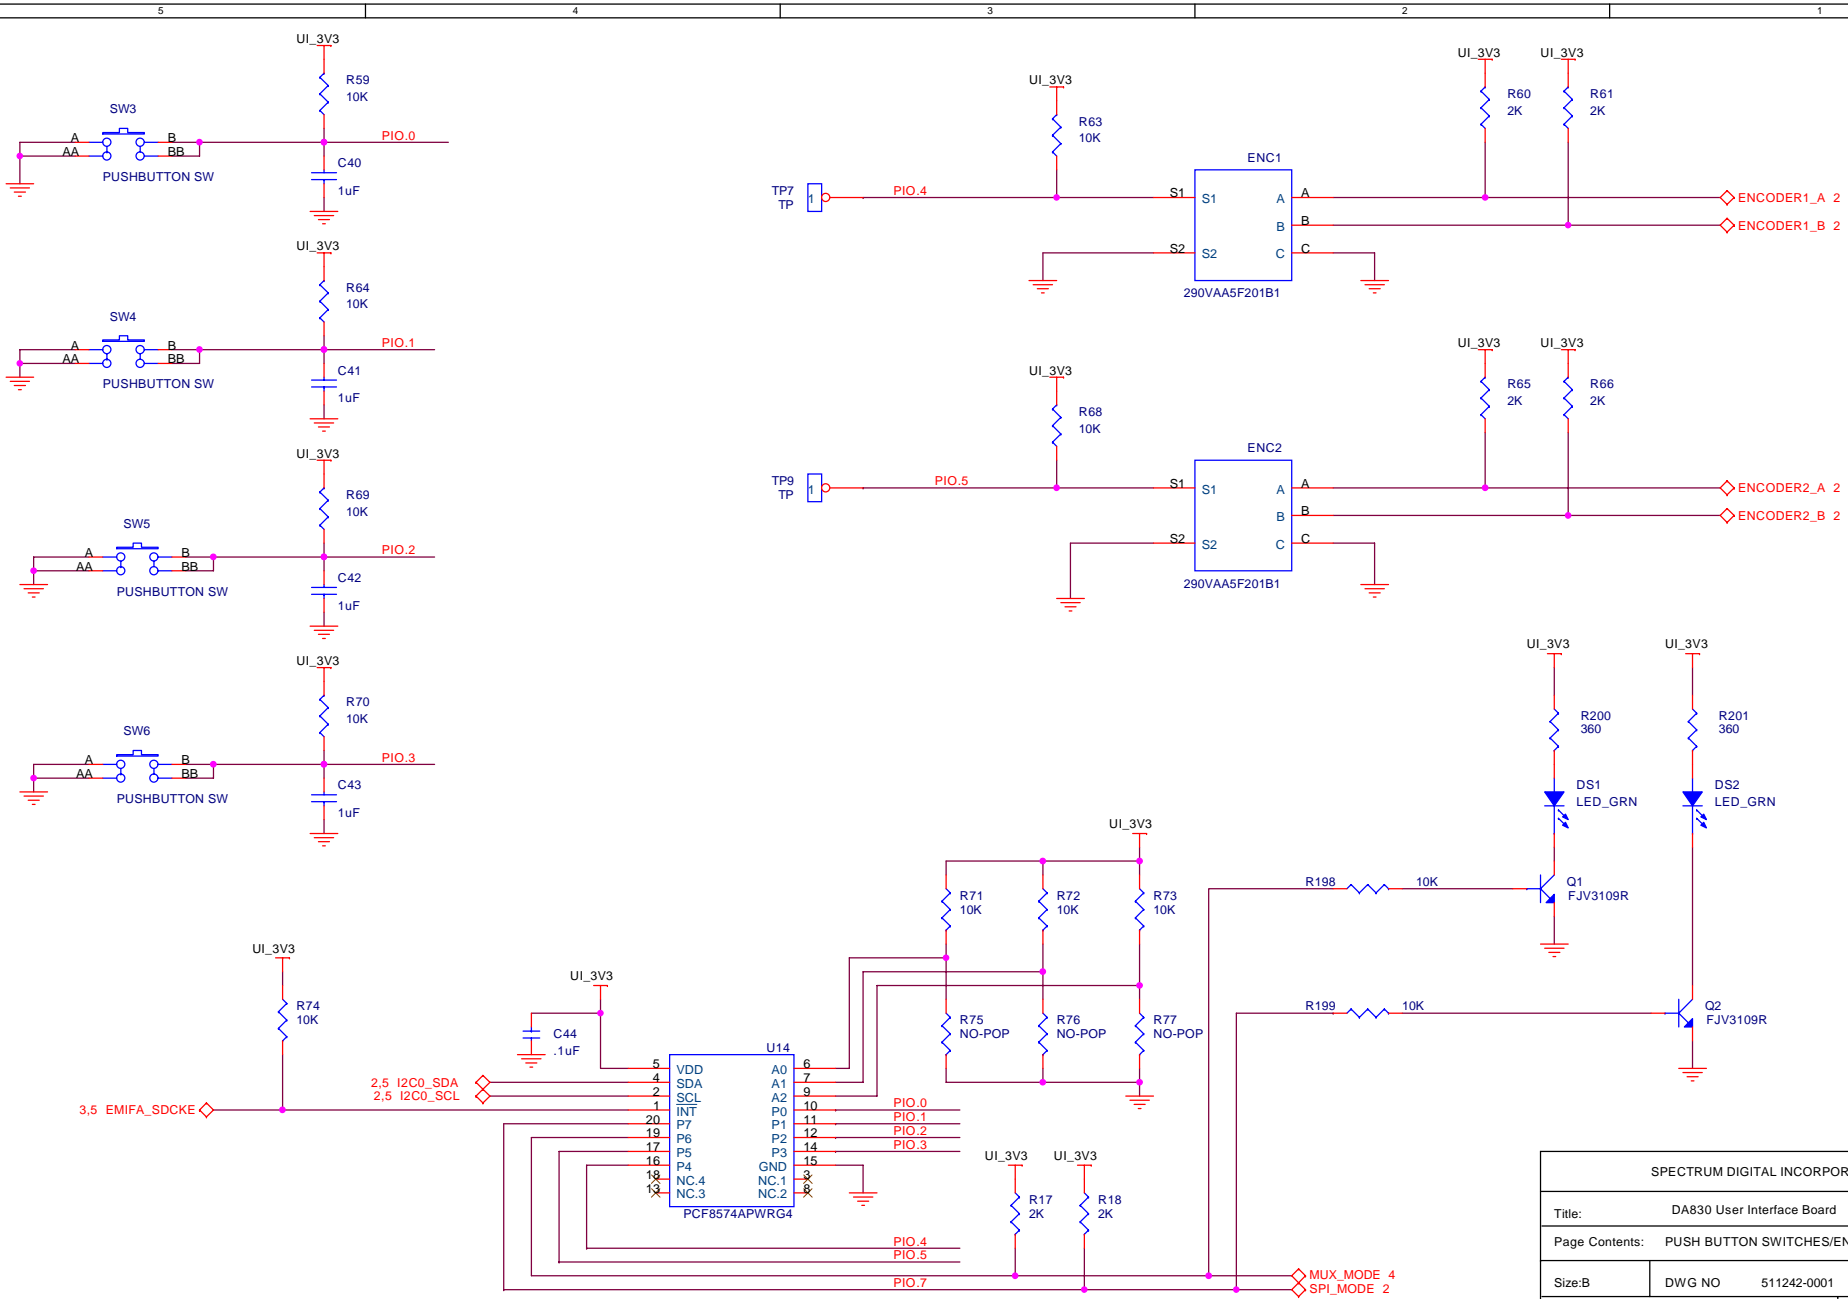 5 4 3 2 1
UI_3V3
R59
10K
SW3
A B
AA BB
PUSHBUTTON SW
PIO.0
C40
1uF
UI_3V3
R64
10K
SW4
A B
AA BB
PUSHBUTTON SW
PIO.1
C41
1uF
UI_3V3
R69
10K
SW5
A B
AA BB
PUSHBUTTON SW
PIO.2
C42
1uF
UI_3V3
R70
10K
SW6
A B
AA BB
PUSHBUTTON SW
PIO.3
C43
1uF
UI_3V3
R63
10K
UI_3V3 UI_3V3
R60
2K
R61
2K
TP7
TP
1
PIO.4
ENC1
S1 S1 A A
B B
S2 S2 C C
290VAA5F201B1
ENCODER1_A 2
ENCODER1_B 2
UI_3V3
R68
10K
UI_3V3 UI_3V3
R65
2K
R66
2K
TP9
TP
1
PIO.5
ENC2
S1 S1 A A
B B
S2 S2 C C
290VAA5F201B1
ENCODER2_A 2
ENCODER2_B 2
UI_3V3 UI_3V3
R200
360
R201
360
DS1
LED_GRN
DS2
LED_GRN
R198 10K
Q1
FJV3109R
R199 10K
Q2
FJV3109R
UI_3V3
R71
10K
R72
10K
R73
10K
R75
NO-POP
R76
NO-POP
R77
NO-POP
UI_3V3
R74
10K
UI_3V3
C44
.1uF
U14
2,5 I2C0_SDA
2,5 I2C0_SCL
3,5 EMIFA_SDCKE
5 VDD A0 6
4 SDA A1 7
2 SCL A2 9
1 INT P0 10 PIO.0
20 P7 P1 11 PIO.1
19 P6 P2 12 PIO.2
17 P5 P3 14 PIO.3
16 P4 GND 15
18 NC.4 NC.1 3
13 NC.3 NC.2 8
PCF8574APWRG4
UI_3V3 UI_3V3
R17
2K
R18
2K
PIO.4
PIO.5
PIO.7
MUX_MODE 4
SPI_MODE 2
SPECTRUM DIGITAL INCORPOR
Title: DA830 User Interface Board
Page Contents: PUSH BUTTON SWITCHES/EN
Size:B DWG NO 511242-0001